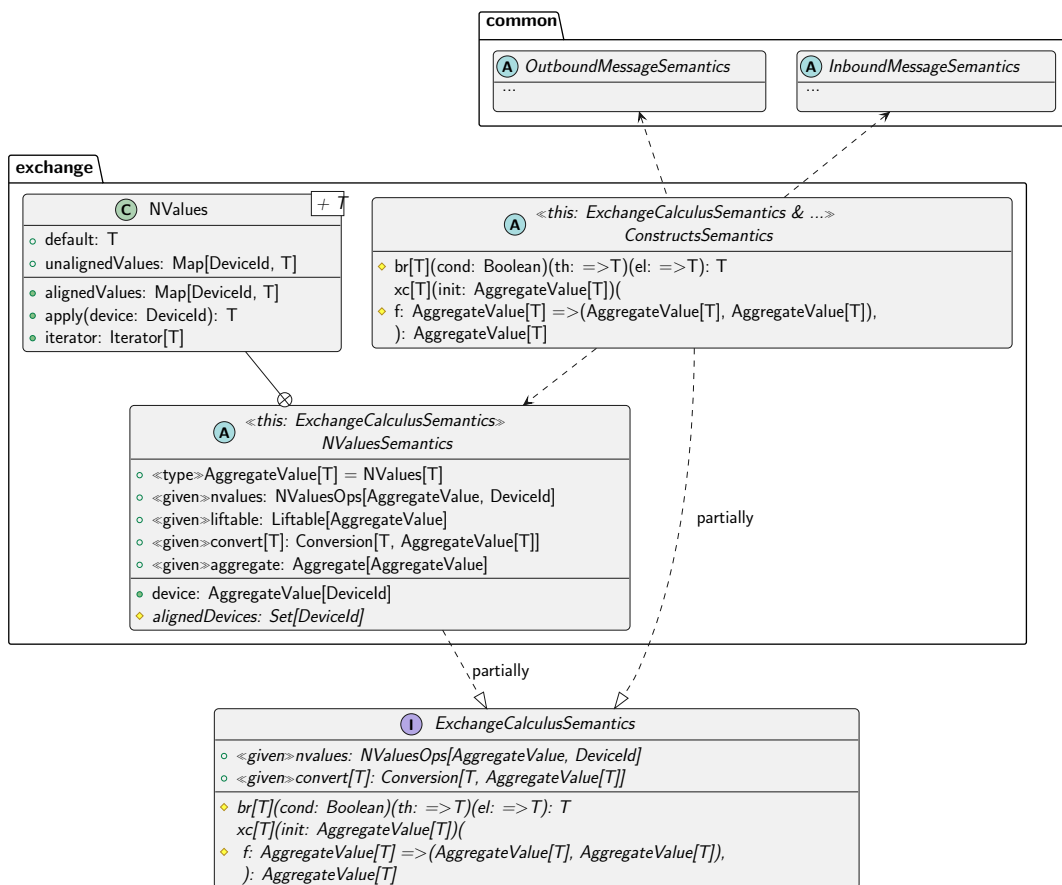 common
A OutboundMessageSemantics
...
A InboundMessageSemantics
...
exchange
C NValues
+ T
default: T
unalignedValues: Map[DeviceId, T]
alignedValues: Map[DeviceId, T]
apply(device: DeviceId): T
iterator: Iterator[T]
A «this: ExchangeCalculusSemantics & ...»
ConstructsSemantics
br[T](cond: Boolean)(th: =>T)(el: =>T): T
xc[T](init: AggregateValue[T])(
f: AggregateValue[T] =>(AggregateValue[T], AggregateValue[T]),
): AggregateValue[T]
A «this: ExchangeCalculusSemantics»
NValuesSemantics
«type»AggregateValue[T] = NValues[T]
«given»nvalues: NValuesOps[AggregateValue, DeviceId]
«given»liftable: Liftable[AggregateValue]
«given»convert[T]: Conversion[T, AggregateValue[T]]
«given»aggregate: Aggregate[AggregateValue]
device: AggregateValue[DeviceId]
alignedDevices: Set[DeviceId]
partially
partially
I ExchangeCalculusSemantics
«given»nvalues: NValuesOps[AggregateValue, DeviceId]
«given»convert[T]: Conversion[T, AggregateValue[T]]
br[T](cond: Boolean)(th: =>T)(el: =>T): T
xc[T](init: AggregateValue[T])(
f: AggregateValue[T] =>(AggregateValue[T], AggregateValue[T]),
): AggregateValue[T]